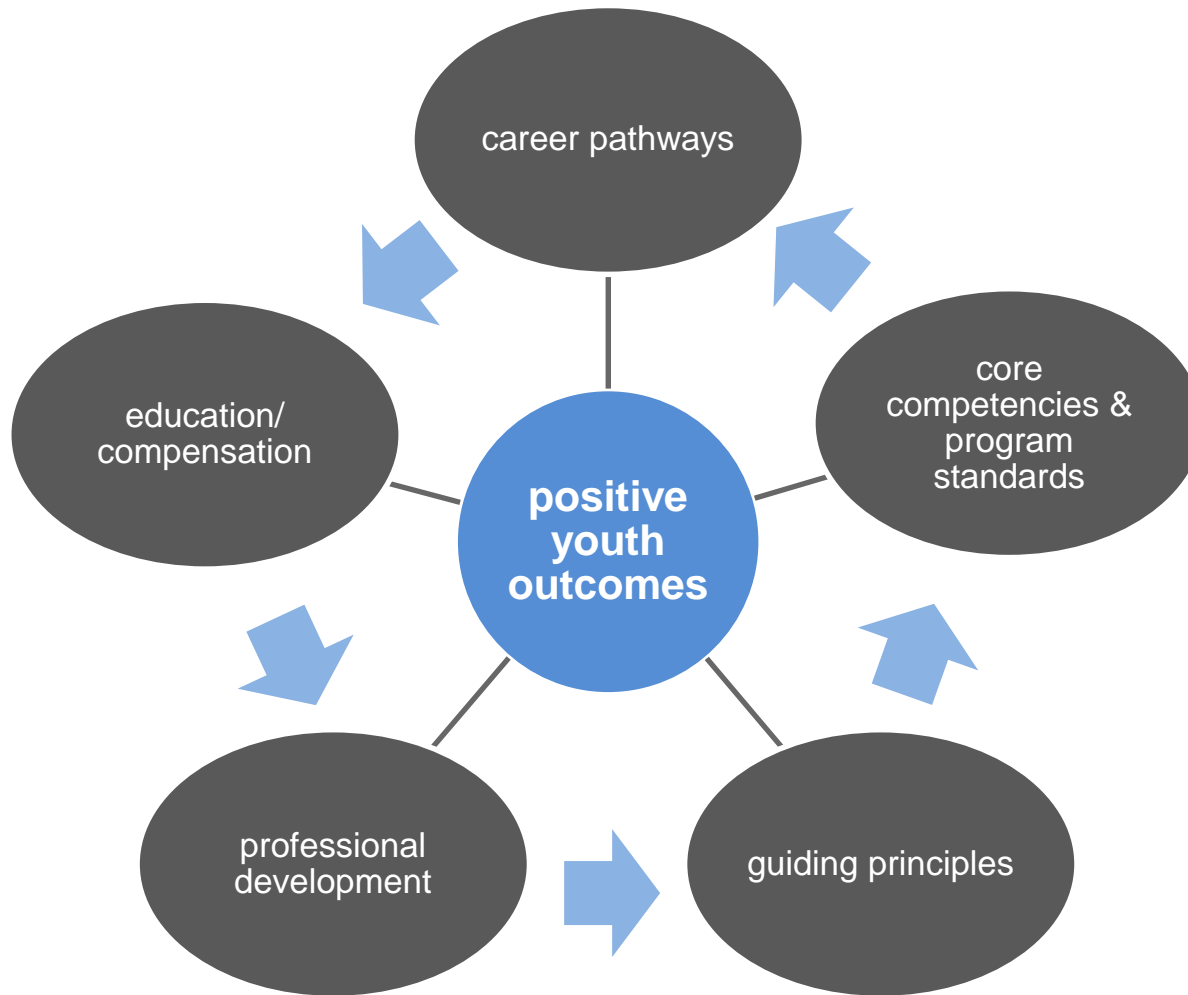 career pathways
core
competencies &
program
standards
education/
compensation
positive
youth
outcomes
professional
development
guiding principles